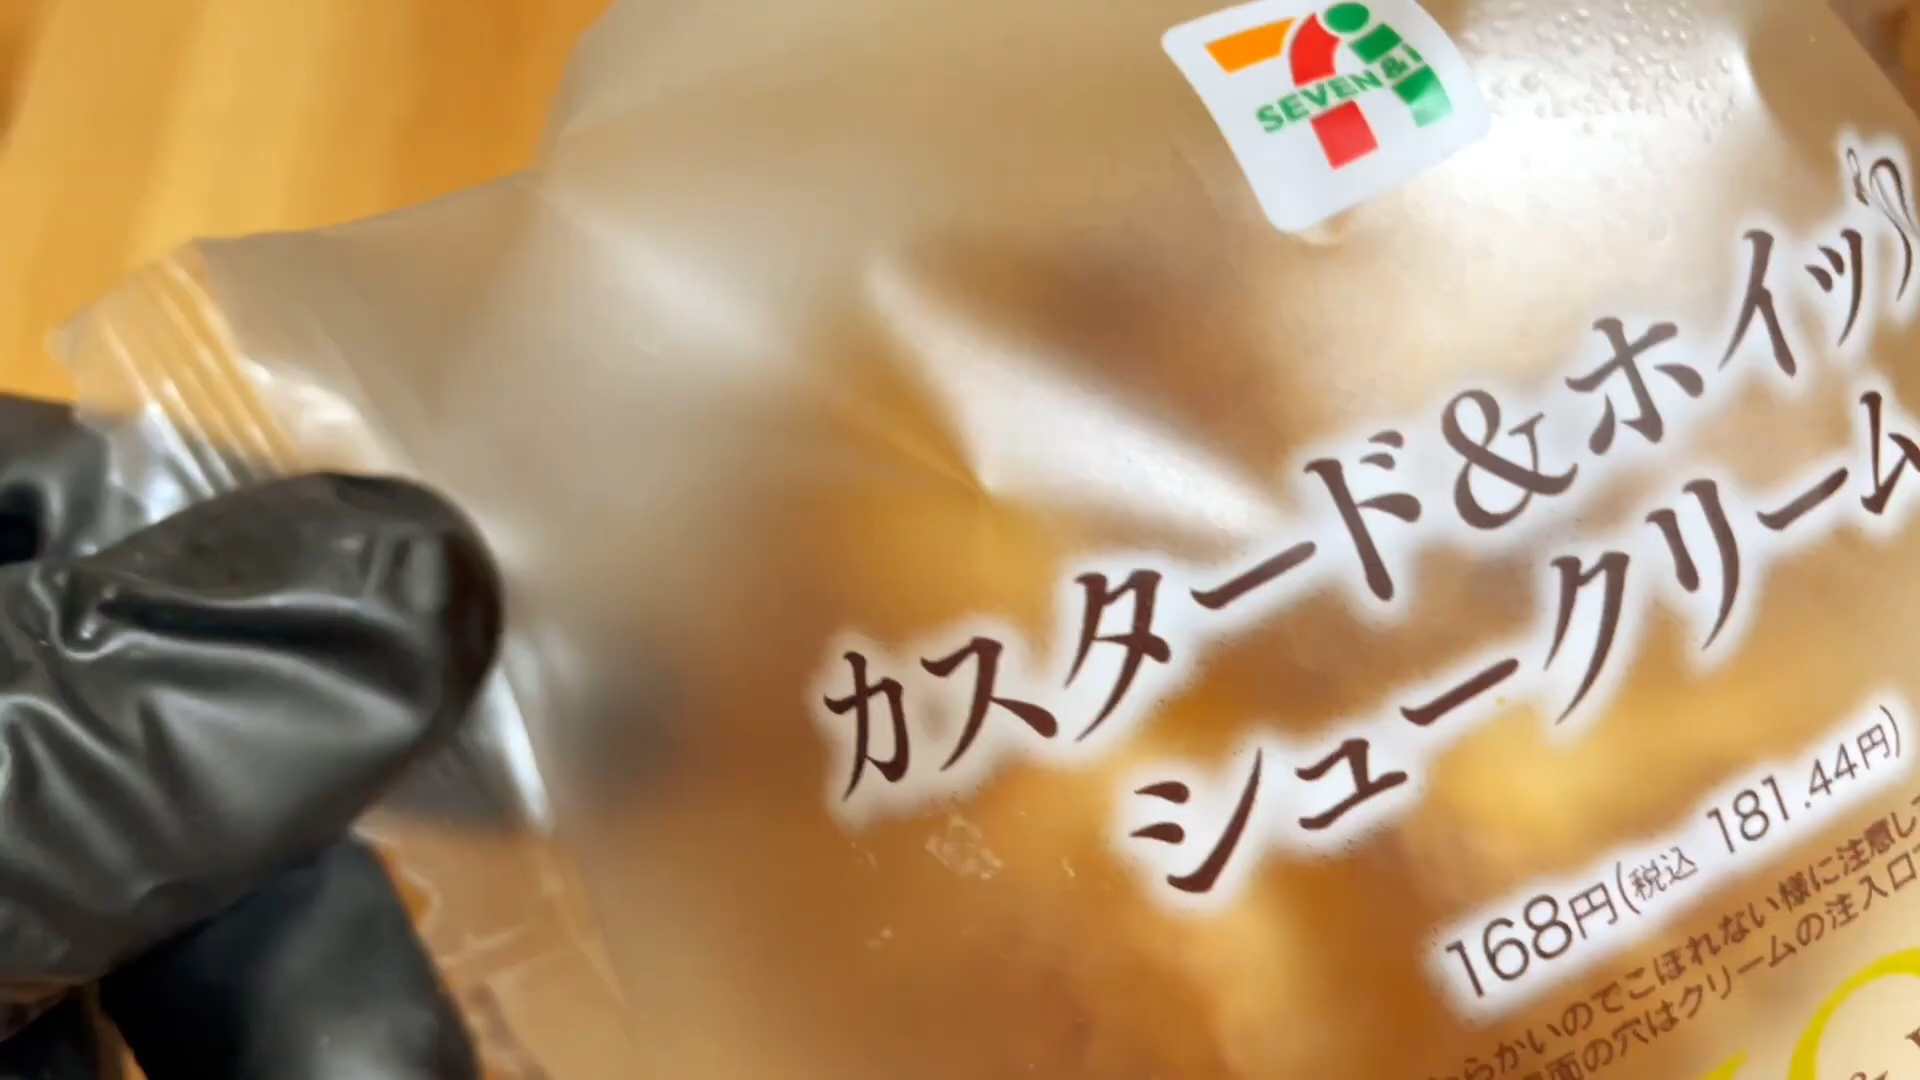 SEVEN&i
カスタード&ホイップ
シュークリーム
168円(税込 181.44円)
らかいのでこぼれない様に注意し
面の穴はクリームの注入口